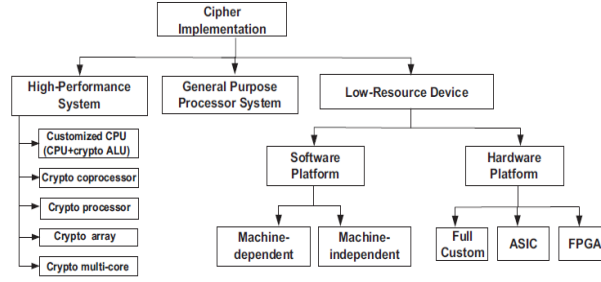 Cipher
Implementation
High-Performance
System
General Purpose
Processor System
Low-Resource Device
Customized CPU
(CPU+crypto ALU)
Crypto coprocessor
Crypto processor
Crypto array
Crypto multi-core
Software
Platform
Hardware
Platform
Machine-
dependent
Machine-
independent
Full
Custom
ASIC
FPGA